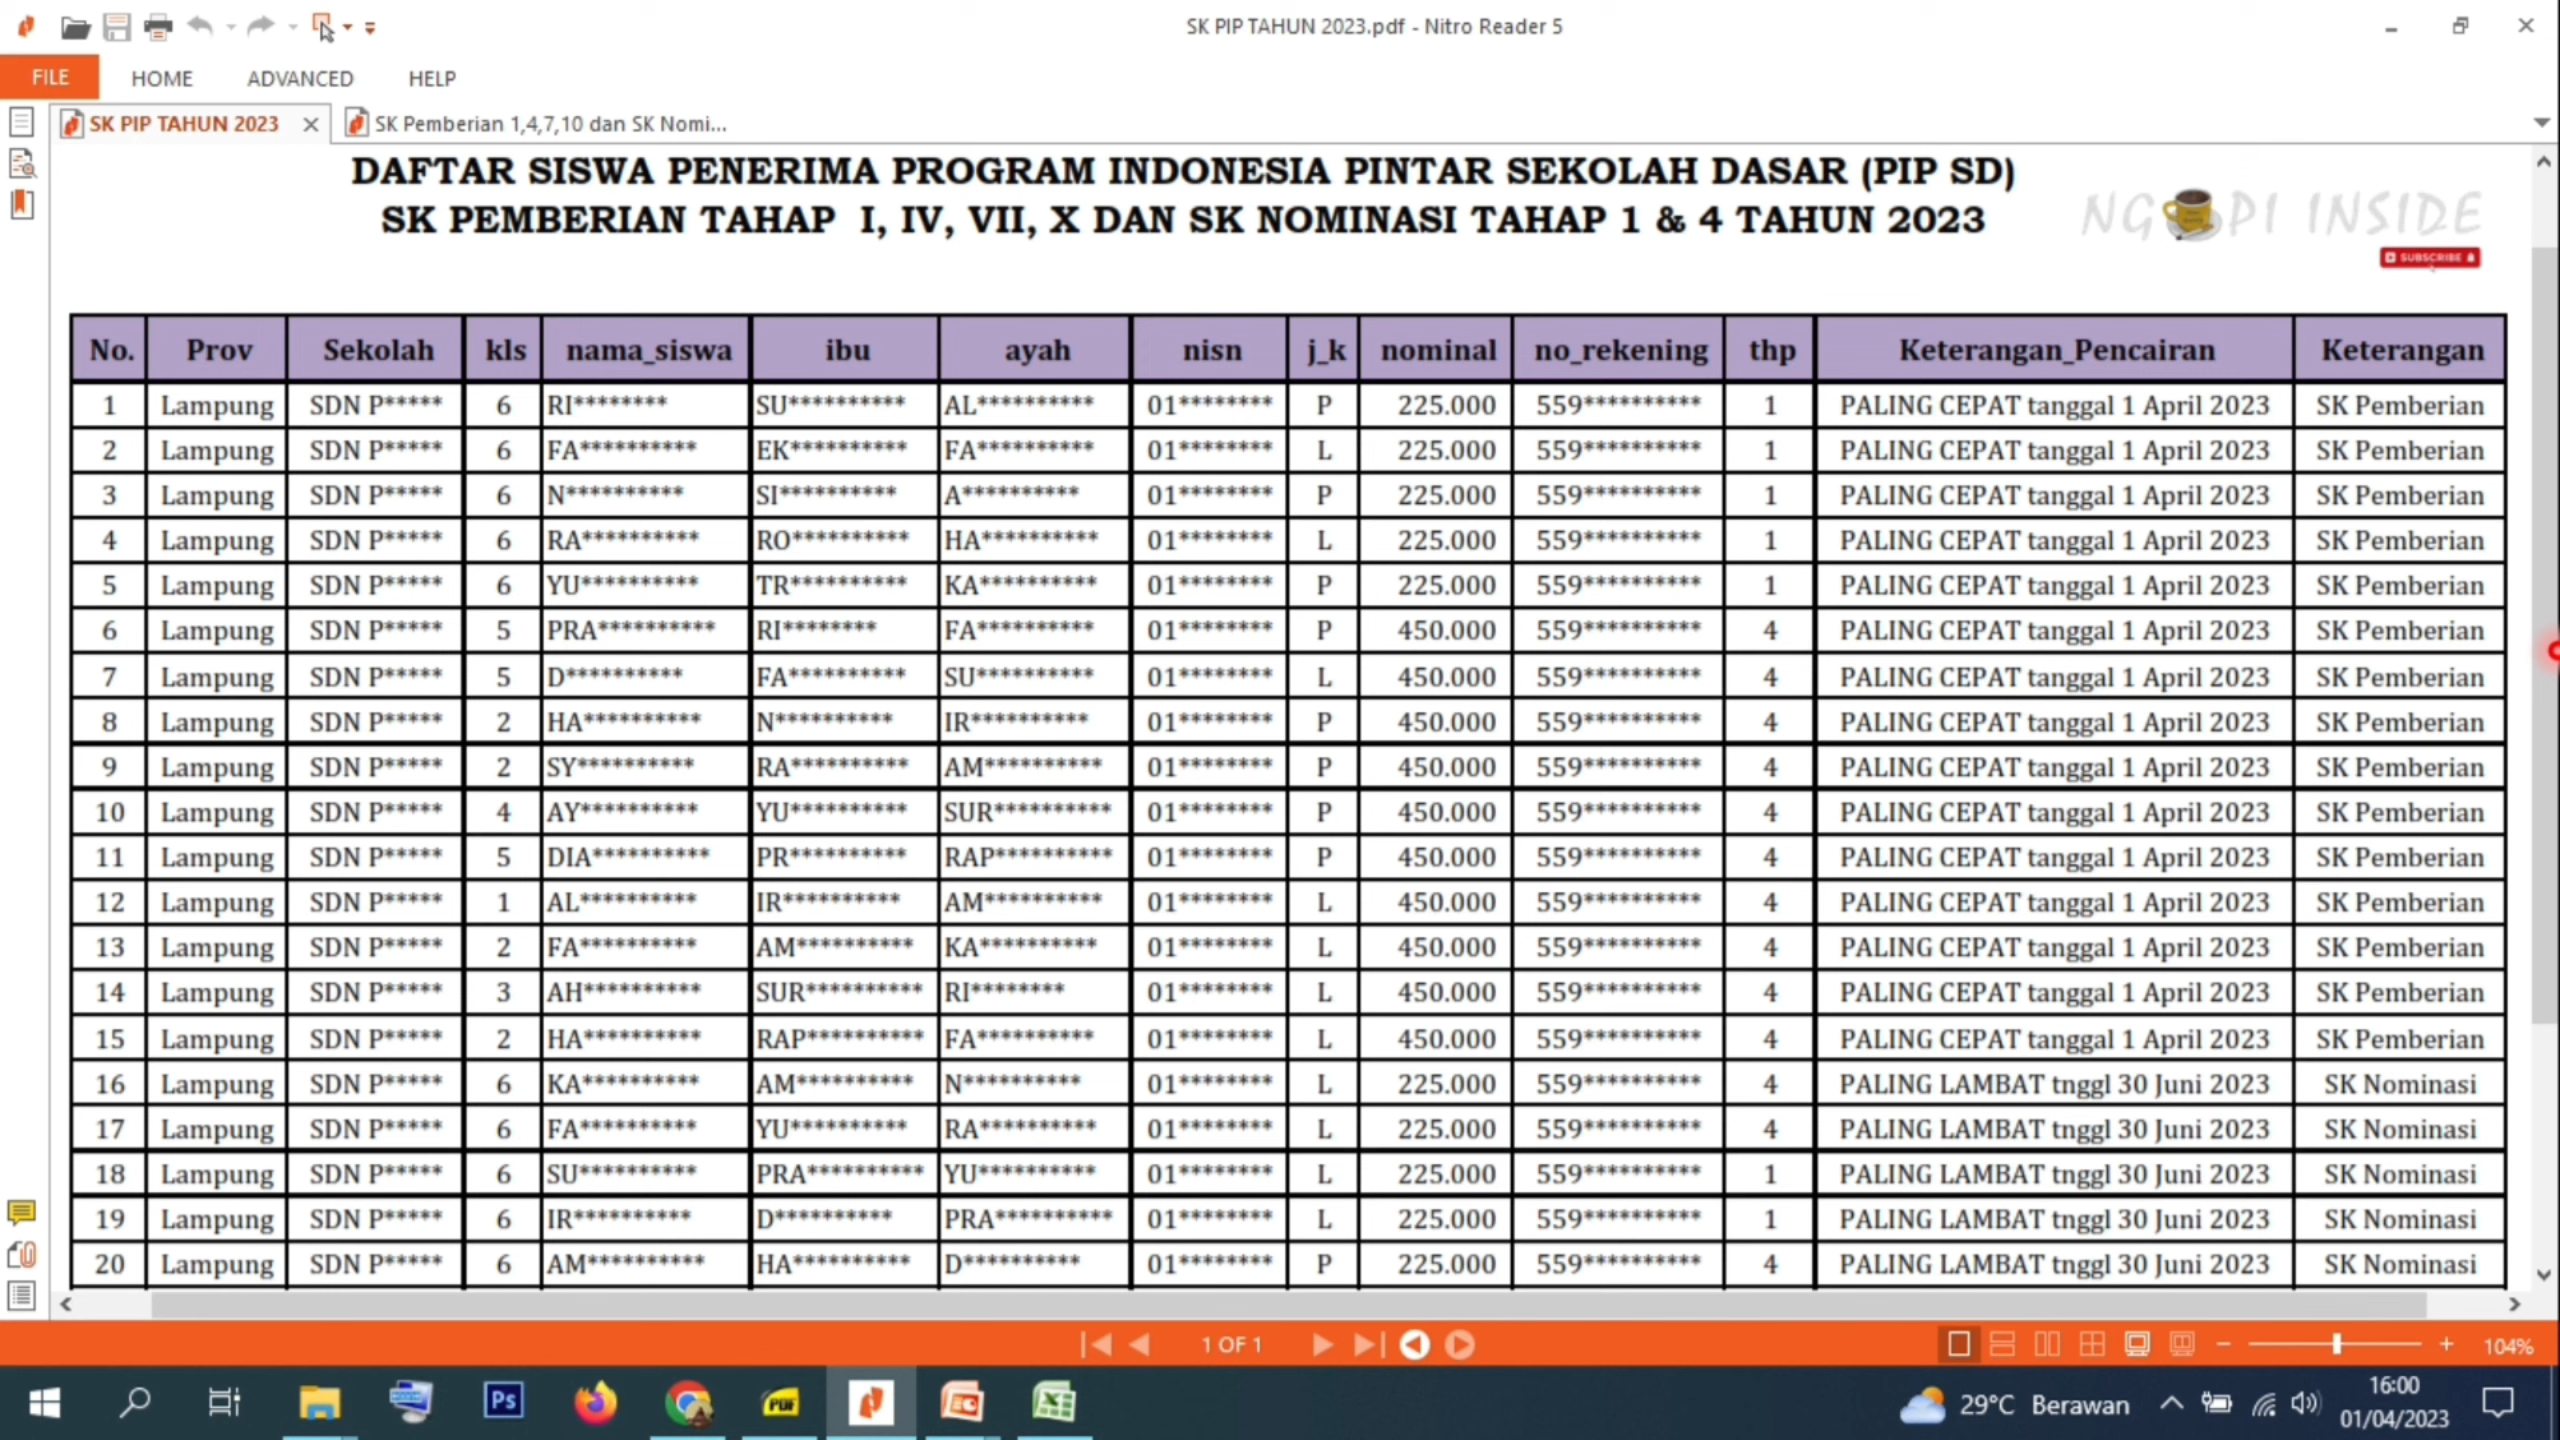 SK PIP TAHUN 2023.pdf - Nitro Reader 5
FILE HOME ADVANCED HELP
SK PIP TAHUN 2023 SK Pemberian 1,4,7,10 dan SK Nomi...
DAFTAR SISWA PENERIMA PROGRAM INDONESIA PINTAR SEKOLAH DASAR (PIP SD)
SK PEMBERIAN TAHAP I, IV, VII, X DAN SK NOMINASI TAHAP 1 & 4 TAHUN 2023
NG PI INSIDE
SUBSCRIBE
No. Prov Sekolah kls nama_siswa ibu ayah nisn j_k nominal no_rekening thp Keterangan_Pencairan Keterangan
1 Lampung SDN P***** 6 RI******** SU********** AL********** 01******** P 225.000 559********** 1 PALING CEPAT tanggal 1 April 2023 SK Pemberian
2 Lampung SDN P***** 6 FA********** EK********** FA********** 01******** L 225.000 559********** 1 PALING CEPAT tanggal 1 April 2023 SK Pemberian
3 Lampung SDN P***** 6 N********** SI********** A********** 01******** P 225.000 559********** 1 PALING CEPAT tanggal 1 April 2023 SK Pemberian
4 Lampung SDN P***** 6 RA********** RO********** HA********** 01******** L 225.000 559********** 1 PALING CEPAT tanggal 1 April 2023 SK Pemberian
5 Lampung SDN P***** 6 YU********** TR********** KA********** 01******** P 225.000 559********** 1 PALING CEPAT tanggal 1 April 2023 SK Pemberian
6 Lampung SDN P***** 5 PRA********** RI******** FA********** 01******** P 450.000 559********** 4 PALING CEPAT tanggal 1 April 2023 SK Pemberian
7 Lampung SDN P***** 5 D********** FA********** SU********** 01******** L 450.000 559********** 4 PALING CEPAT tanggal 1 April 2023 SK Pemberian
8 Lampung SDN P***** 2 HA********** N********** IR********** 01******** P 450.000 559********** 4 PALING CEPAT tanggal 1 April 2023 SK Pemberian
9 Lampung SDN P***** 2 SY********** RA********** AM********** 01******** P 450.000 559********** 4 PALING CEPAT tanggal 1 April 2023 SK Pemberian
10 Lampung SDN P***** 4 AY********** YU********** SUR********** 01******** P 450.000 559********** 4 PALING CEPAT tanggal 1 April 2023 SK Pemberian
11 Lampung SDN P***** 5 DIA********** PR********** RAP********** 01******** P 450.000 559********** 4 PALING CEPAT tanggal 1 April 2023 SK Pemberian
12 Lampung SDN P***** 1 AL********** IR********** AM********** 01******** L 450.000 559********** 4 PALING CEPAT tanggal 1 April 2023 SK Pemberian
13 Lampung SDN P***** 2 FA********** AM********** KA********** 01******** L 450.000 559********** 4 PALING CEPAT tanggal 1 April 2023 SK Pemberian
14 Lampung SDN P***** 3 AH********** SUR********** RI******** 01******** L 450.000 559********** 4 PALING CEPAT tanggal 1 April 2023 SK Pemberian
15 Lampung SDN P***** 2 HA********** RAP********** FA********** 01******** L 450.000 559********** 4 PALING CEPAT tanggal 1 April 2023 SK Pemberian
16 Lampung SDN P***** 6 KA********** AM********** N********** 01******** L 225.000 559********** 4 PALING LAMBAT tnggl 30 Juni 2023 SK Nominasi
17 Lampung SDN P***** 6 FA********** YU********** RA********** 01******** L 225.000 559********** 4 PALING LAMBAT tnggl 30 Juni 2023 SK Nominasi
18 Lampung SDN P***** 6 SU********** PRA********** YU********** 01******** L 225.000 559********** 1 PALING LAMBAT tnggl 30 Juni 2023 SK Nominasi
19 Lampung SDN P***** 6 IR********** D********** PRA********** 01******** L 225.000 559********** 1 PALING LAMBAT tnggl 30 Juni 2023 SK Nominasi
20 Lampung SDN P***** 6 AM********** HA********** D********** 01******** P 225.000 559********** 4 PALING LAMBAT tnggl 30 Juni 2023 SK Nominasi
1 OF 1 104%
Ps PDF 29°C Berawan 16:00
01/04/2023